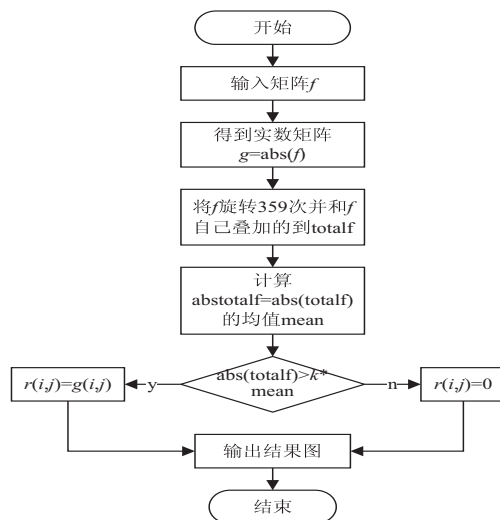 开始
输入矩阵f
得到实数矩阵
g=abs(f)
将f旋转359次并和f
自己叠加的到totalf
计算
abstotalf=abs(totalf)
的均值mean
abs(totalf)>k*
mean
y
n
r(i,j)=g(i,j)
r(i,j)=0
输出结果图
结束